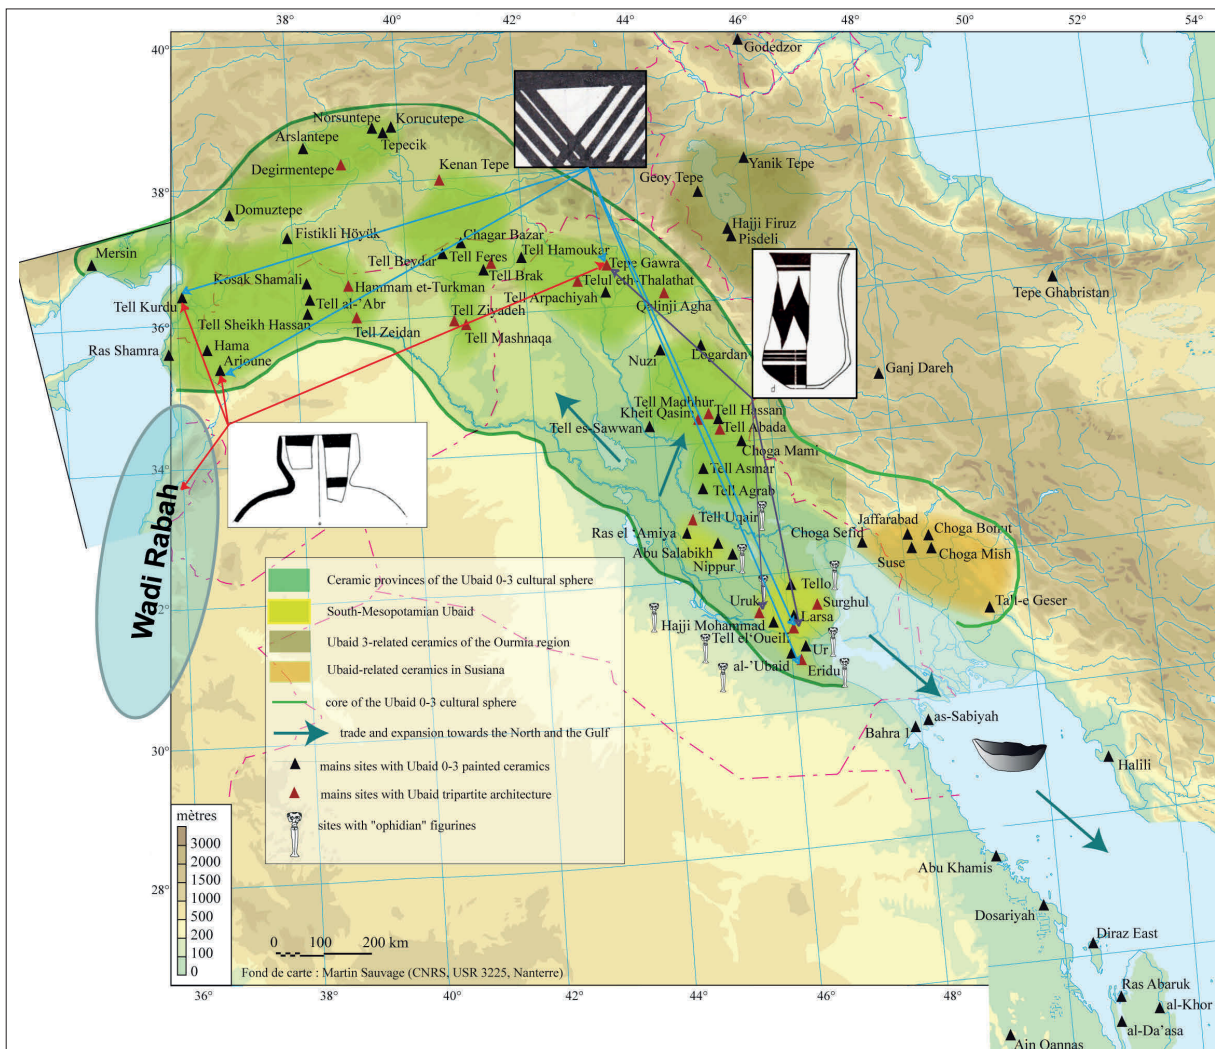 38°
40°
42°
44°
46°
48°
50°
52°
54°
40°
38°
36°
34°
32°
30°
28°
Godedzor
Norsuntepe
Korucutepe
Tepecik
Arslantepe
Degirmentepe
Kenan Tepe
Yanik Tepe
Geoy Tepe
Domuztepe
Hajji Firuz
Pisdeli
Fistikli Höyük
Chagar Bazar
Tell Hamoukar
Mersin
Tell Beydar
Tell Feres
Tepe Gawra
Tell Brak
Telul eth-Thalathat
Kosak Shamali
Hammam et-Turkman
Tell Arpachiyah
Qalinji Agha
Tepe Ghabristan
Tell Kurdu
Tell al-'Abr
Tell Ziyadeh
Tell Sheikh Hassan
Tell Zeidan
Tell Mashnaqa
Ras Shamra
Hama
Arjoune
Nuzi
Logardan
Ganj Dareh
d
Tell Madhhur
Tell Hassan
Kheit Qasim
Tell Abada
Tell es-Sawwan
Choga Mami
Tell Asmar
Tell Agrab
Wadi Rabah
Tell Uqair
Ras el 'Amiya
Abu Salabikh
Nippur
Choga Sefid
Jaffarabad
Choga Bonut
Suse
Choga Mish
Tall-e Geser
Tello
Uruk
Surghul
Larsa
Hajji Mohammad
Tell el'Oueili
Ur
al-'Ubaid
Eridu
as-Sabiyah
Bahra 1
Halili
Abu Khamis
Dosariyah
Diraz East
Ras Abaruk
al-Khor
al-Da'asa
Ain Qannas
Ceramic provinces of the Ubaid 0-3 cultural sphere
South-Mesopotamian Ubaid
Ubaid 3-related ceramics of the Ourmia region
Ubaid-related ceramics in Susiana
core of the Ubaid 0-3 cultural sphere
trade and expansion towards the North and the Gulf
mains sites with Ubaid 0-3 painted ceramics
mains sites with Ubaid tripartite architecture
sites with "ophidian" figurines
mètres
3000
2000
1500
1000
500
200
100
0
0 100 200 km
Fond de carte : Martin Sauvage (CNRS, USR 3225, Nanterre)
36°
38°
40°
42°
44°
46°
48°